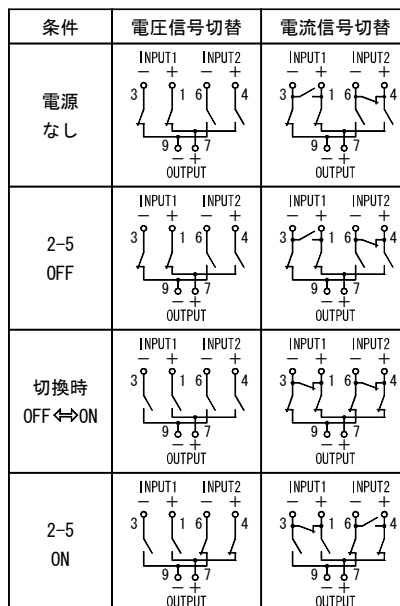 条件 電圧信号切替 電流信号切替
電源
なし
INPUT1 INPUT2 INPUT1 INPUT2
− + − + − + − +
3 1 6 4 3 1 6 4
9 − + 7 9 − + 7
OUTPUT OUTPUT
2-5
OFF
INPUT1 INPUT2 INPUT1 INPUT2
− + − + − + − +
3 1 6 4 3 1 6 4
9 − + 7 9 − + 7
OUTPUT OUTPUT
切換時
OFF⇔ON
INPUT1 INPUT2 INPUT1 INPUT2
− + − + − + − +
3 1 6 4 3 1 6 4
9 − + 7 9 − + 7
OUTPUT OUTPUT
2-5
ON
INPUT1 INPUT2 INPUT1 INPUT2
− + − + − + − +
3 1 6 4 3 1 6 4
9 − + 7 9 − + 7
OUTPUT OUTPUT